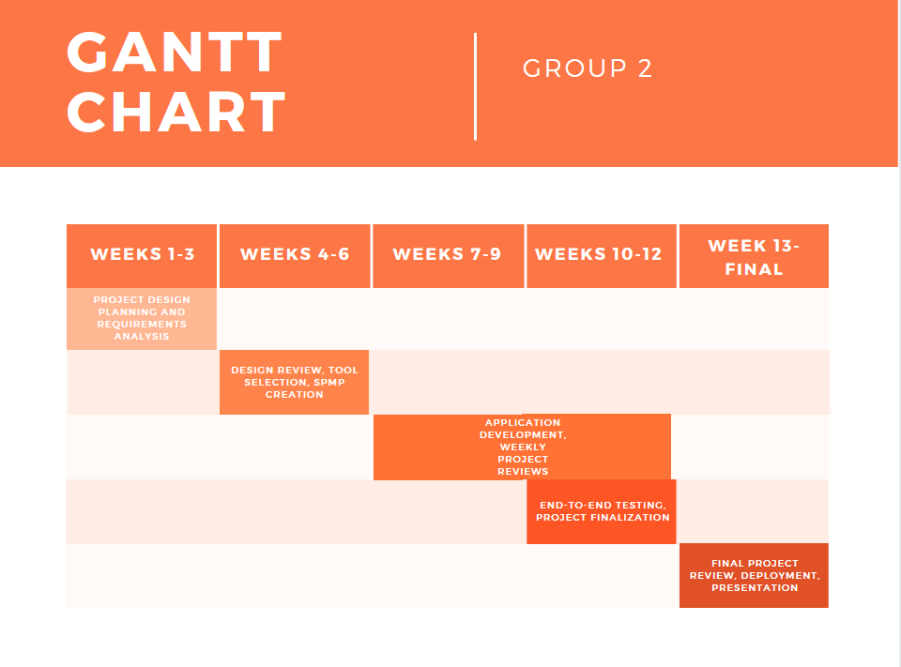 GANTT
CHART
GROUP 2
WEEKS 1-3
WEEKS 4-6
WEEKS 7-9
WEEKS 10-12
WEEK 13-
FINAL
PROJECT DESIGN
PLANNING AND
REQUIREMENTS
ANALYSIS
DESIGN REVIEW, TOOL
SELECTION, SPMP
CREATION
APPLICATION
DEVELOPMENT,
WEEKLY
PROJECT
REVIEWS
END-TO-END TESTING,
PROJECT FINALIZATION
FINAL PROJECT
REVIEW, DEPLOYMENT,
PRESENTATION